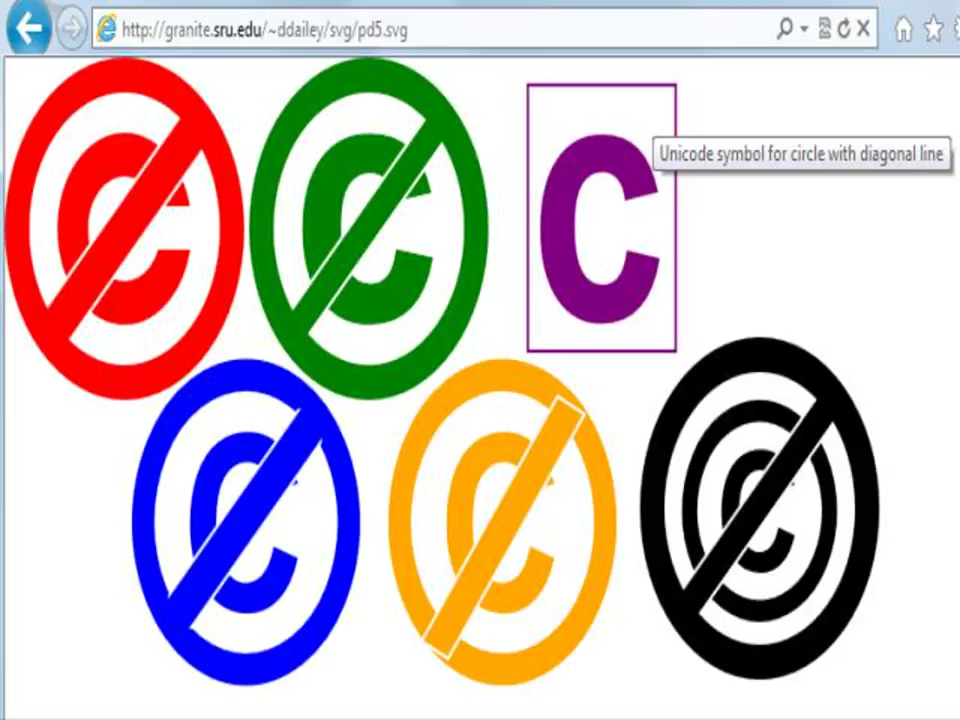 http://granite.sru.edu/~ddailey/svg/pd5.svg
C C C
Unicode symbol for circle with diagonal line
C C C